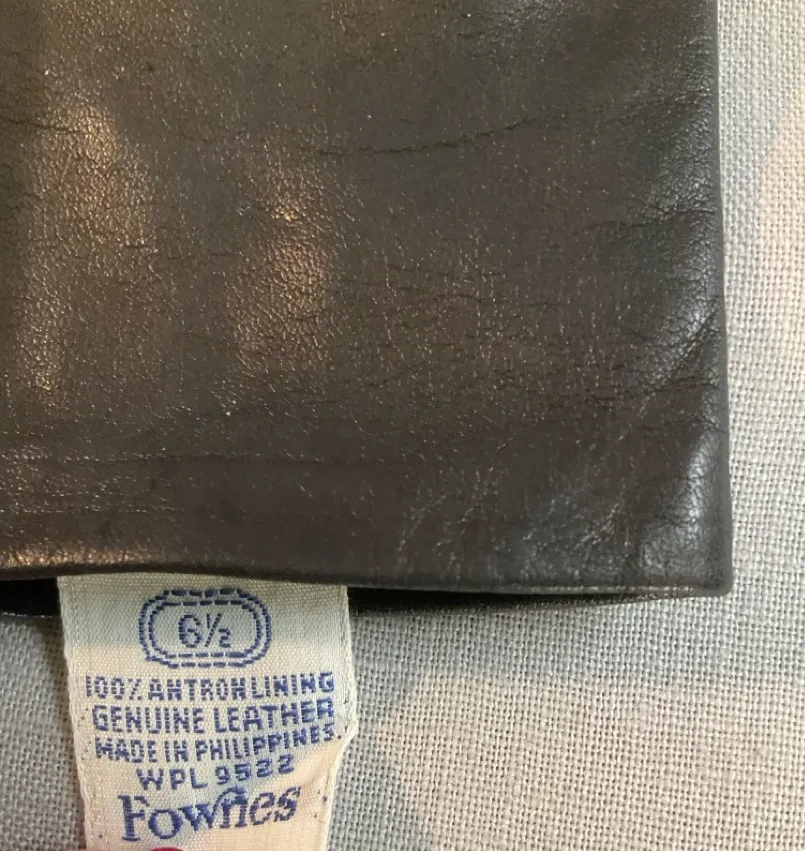 6½
100% ANTRON LINING
GENUINE LEATHER
MADE IN PHILIPPINES
WPL 9522
Fownes